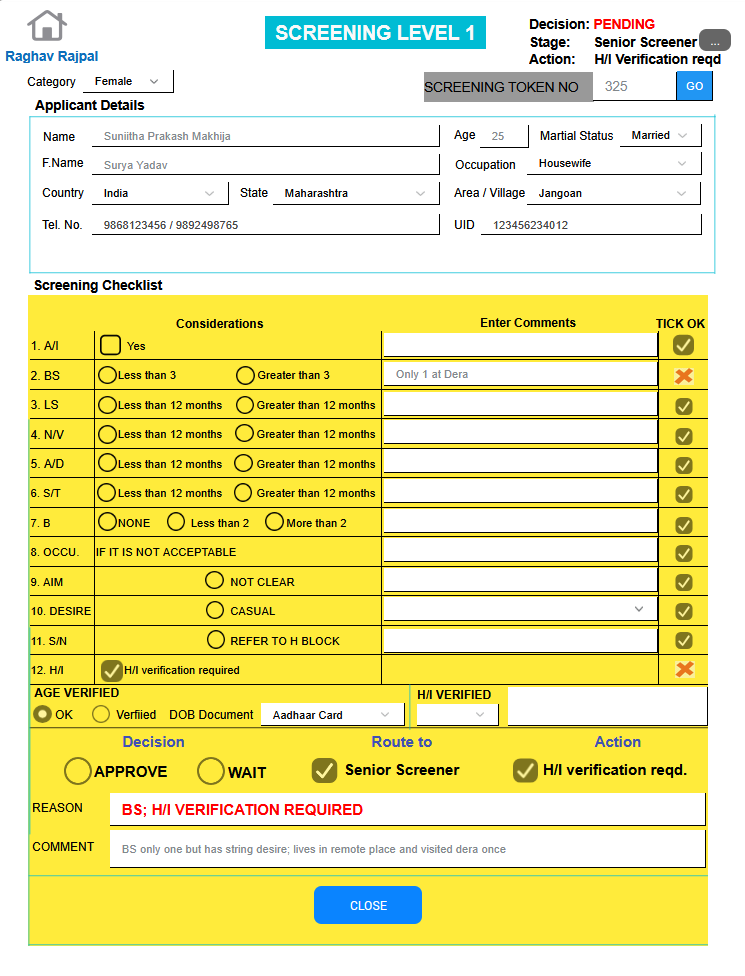 SCREENING LEVEL 1
Decision: PENDING
Stage: Senior Screener ...
Action: H/I Verification reqd
Raghav Rajpal
Category Female
SCREENING TOKEN NO 325 GO
Applicant Details
Name Suniitha Prakash Makhija Age 25 Martial Status Married
F.Name Surya Yadav Occupation Housewife
Country India State Maharashtra Area / Village Jangoan
Tel. No. 9868123456 / 9892498765 UID 123456234012
Screening Checklist
Considerations Enter Comments TICK OK
1. A/I Yes
2. BS Less than 3 Greater than 3 Only 1 at Dera
3. LS Less than 12 months Greater than 12 months
4. N/V Less than 12 months Greater than 12 months
5. A/D Less than 12 months Greater than 12 months
6. S/T Less than 12 months Greater than 12 months
7. B NONE Less than 2 More than 2
8. OCCU. IF IT IS NOT ACCEPTABLE
9. AIM NOT CLEAR
10. DESIRE CASUAL
11. S/N REFER TO H BLOCK
12. H/I H/I verification required
AGE VERIFIED H/I VERIFIED
OK Verfiied DOB Document Aadhaar Card
Decision Route to Action
APPROVE WAIT Senior Screener H/I verification reqd.
REASON BS; H/I VERIFICATION REQUIRED
COMMENT BS only one but has string desire; lives in remote place and visited dera once
CLOSE